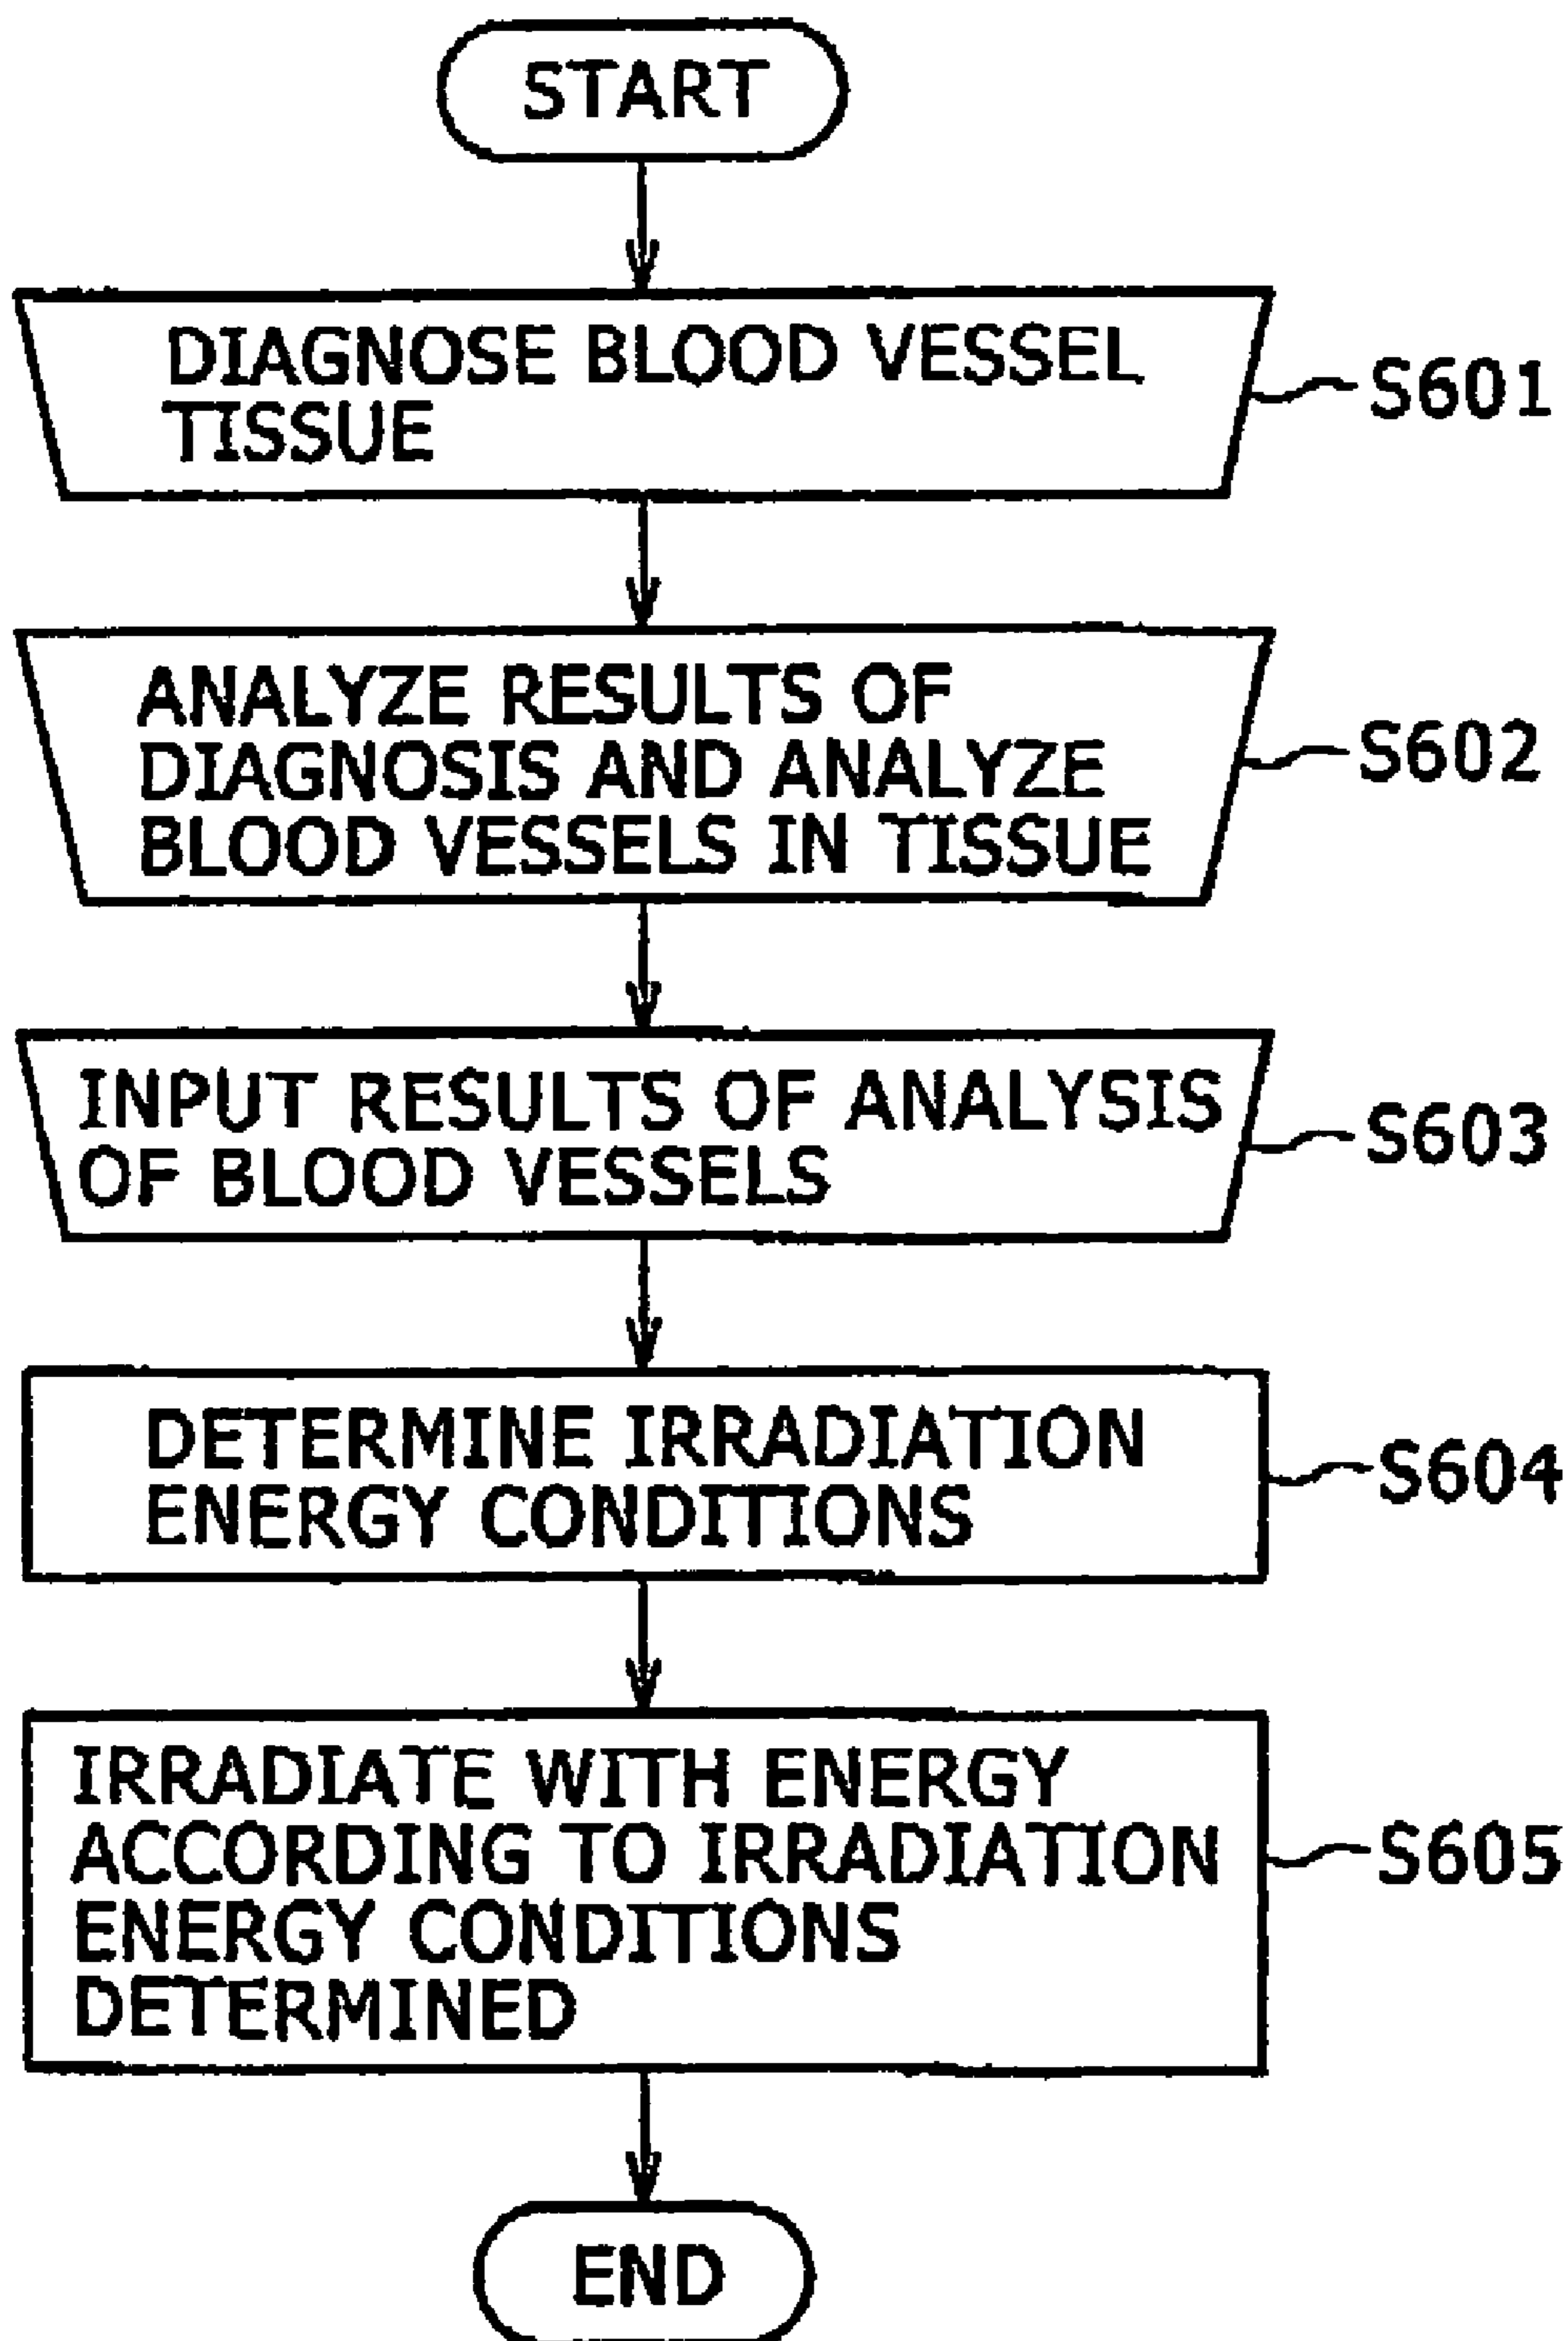 START
DIAGNOSE BLOOD VESSEL
TISSUE
S601
ANALYZE RESULTS OF
DIAGNOSIS AND ANALYZE
BLOOD VESSELS IN TISSUE
S602
INPUT RESULTS OF ANALYSIS
OF BLOOD VESSELS
S603
DETERMINE IRRADIATION
ENERGY CONDITIONS
S604
IRRADIATE WITH ENERGY
ACCORDING TO IRRADIATION
ENERGY CONDITIONS
DETERMINED
S605
END